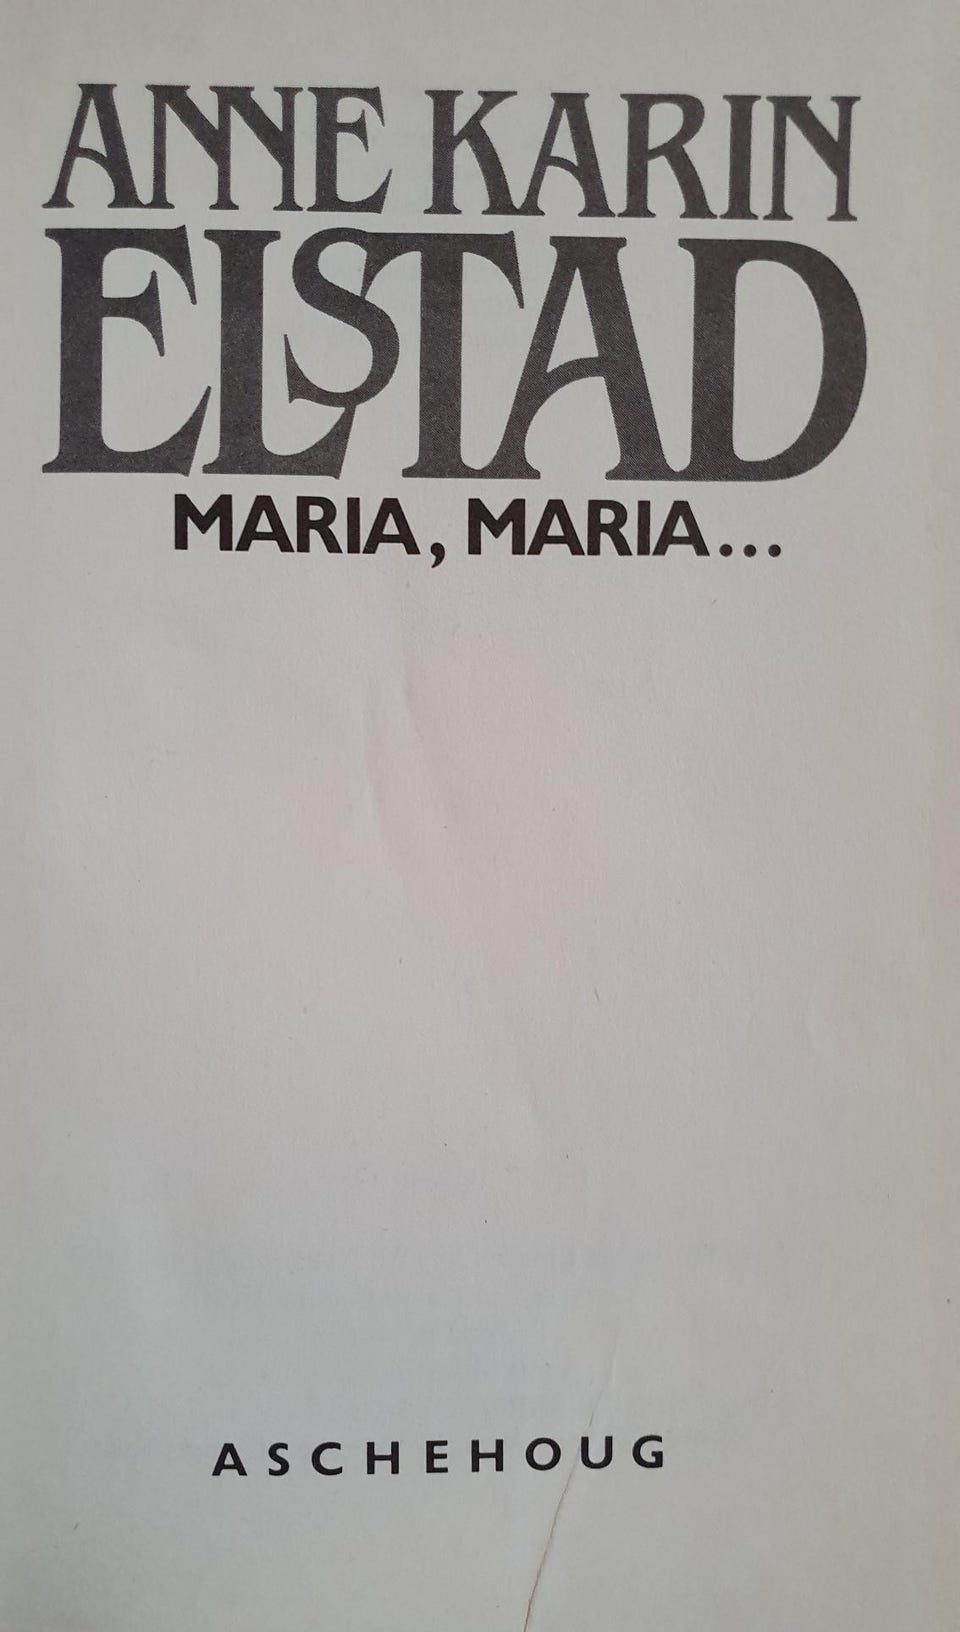 ANNE KARIN
ELSTAD
MARIA, MARIA...
ASCHEHOUG